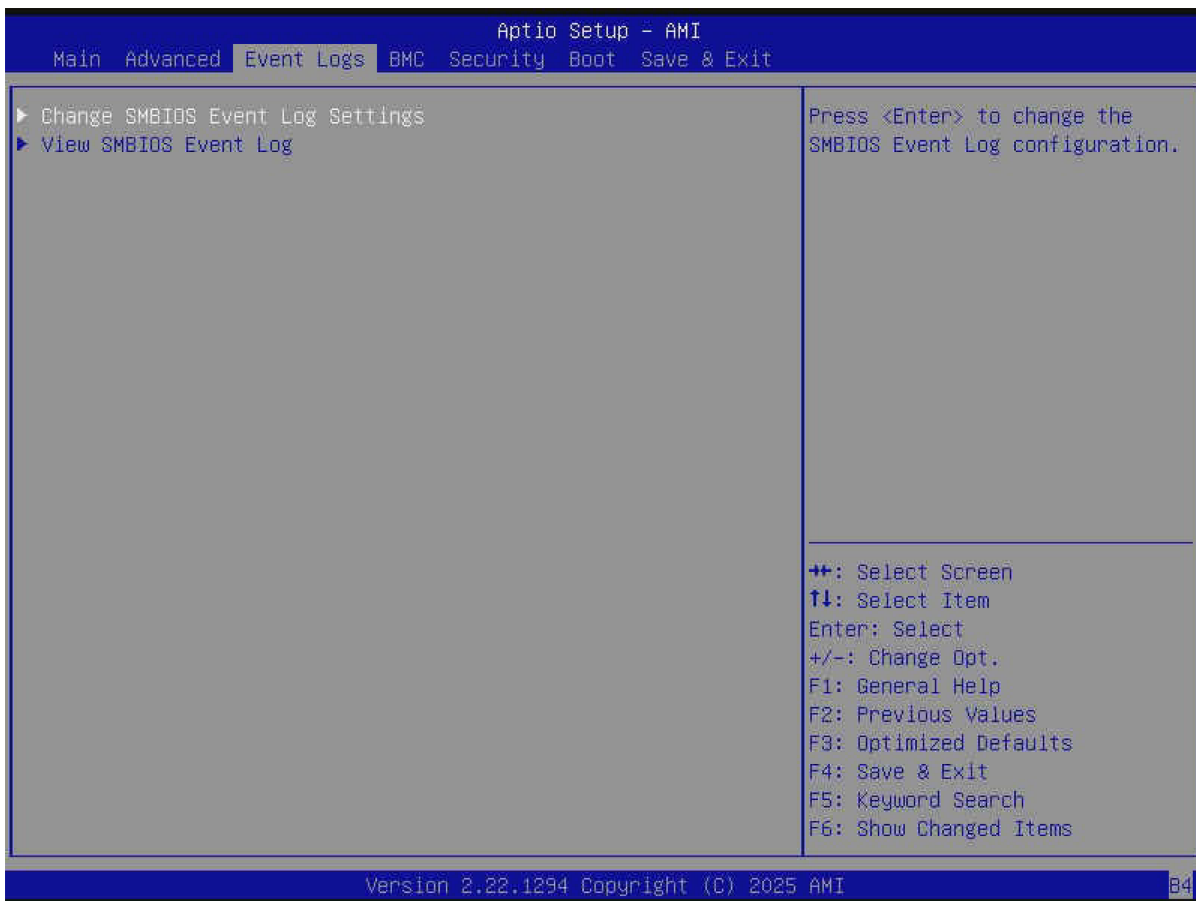 Aptio Setup - AMI
Main Advanced Event Logs BMC Security Boot Save & Exit
▶ Change SMBIOS Event Log Settings
▶ View SMBIOS Event Log
Press <Enter> to change the
SMBIOS Event Log configuration.
→←: Select Screen
↑↓: Select Item
Enter: Select
+/-: Change Opt.
F1: General Help
F2: Previous Values
F3: Optimized Defaults
F4: Save & Exit
F5: Keyword Search
F6: Show Changed Items
Version 2.22.1294 Copyright (C) 2025 AMI
B4